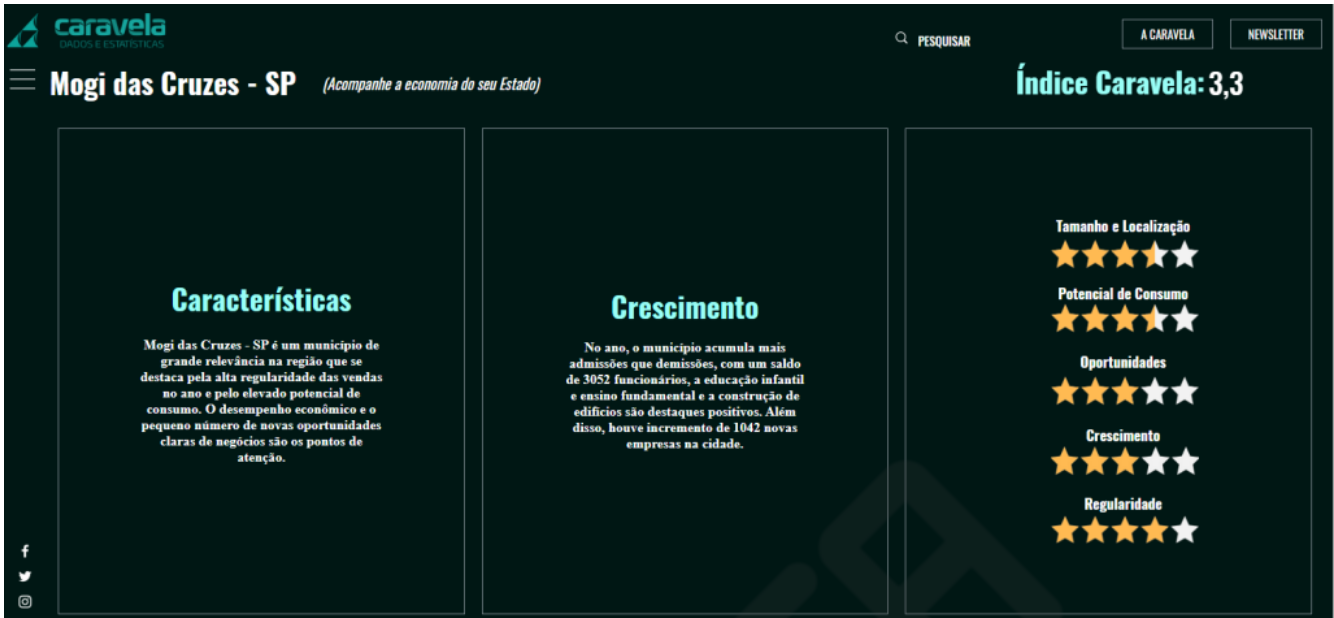 caravela
DADOS E ESTATÍSTICAS
PESQUISAR
A CARAVELA
NEWSLETTER
Mogi das Cruzes - SP
(Acompanhe a economia do seu Estado)
Índice Caravela: 3,3
Características
Mogi das Cruzes - SP é um município de
grande relevância na região que se
destaca pela alta regularidade das vendas
no ano e pelo elevado potencial de
consumo. O desempenho econômico e o
pequeno número de novas oportunidades
claras de negócios são os pontos de
atenção.
Crescimento
No ano, o município acumula mais
admissões que demissões, com um saldo
de 3052 funcionários, a educação infantil
e ensino fundamental e a construção de
edifícios são destaques positivos. Além
disso, houve incremento de 1042 novas
empresas na cidade.
Tamanho e Localização
Potencial de Consumo
Oportunidades
Crescimento
Regularidade